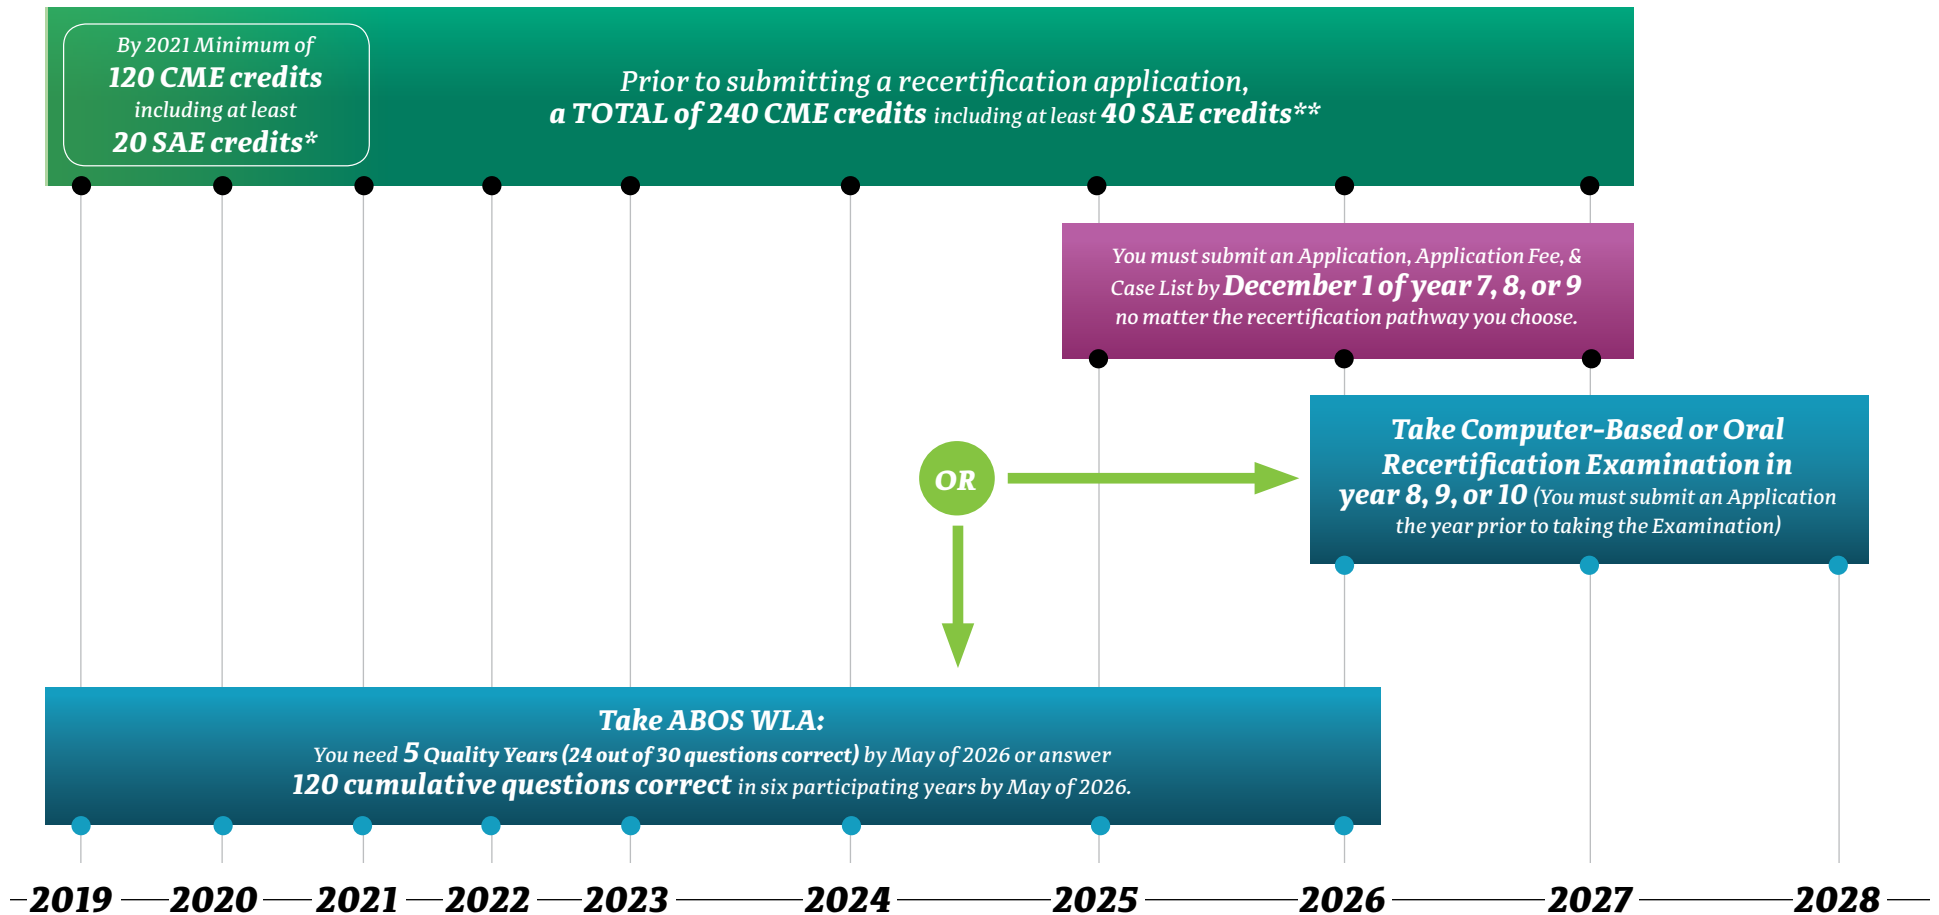 By 2021 Minimum of
120 CME credits
including at least
20 SAE credits*
Prior to submitting a recertification application,
a TOTAL of 240 CME credits including at least 40 SAE credits**
You must submit an Application, Application Fee, &
Case List by December 1 of year 7, 8, or 9
no matter the recertification pathway you choose.
Take Computer-Based or Oral
Recertification Examination in
year 8, 9, or 10 (You must submit an Application
the year prior to taking the Examination)
OR
Take ABOS WLA:
You need 5 Quality Years (24 out of 30 questions correct) by May of 2026 or answer
120 cumulative questions correct in six participating years by May of 2026.
2019 2020 2021 2022 2023 2024 2025 2026 2027 2028